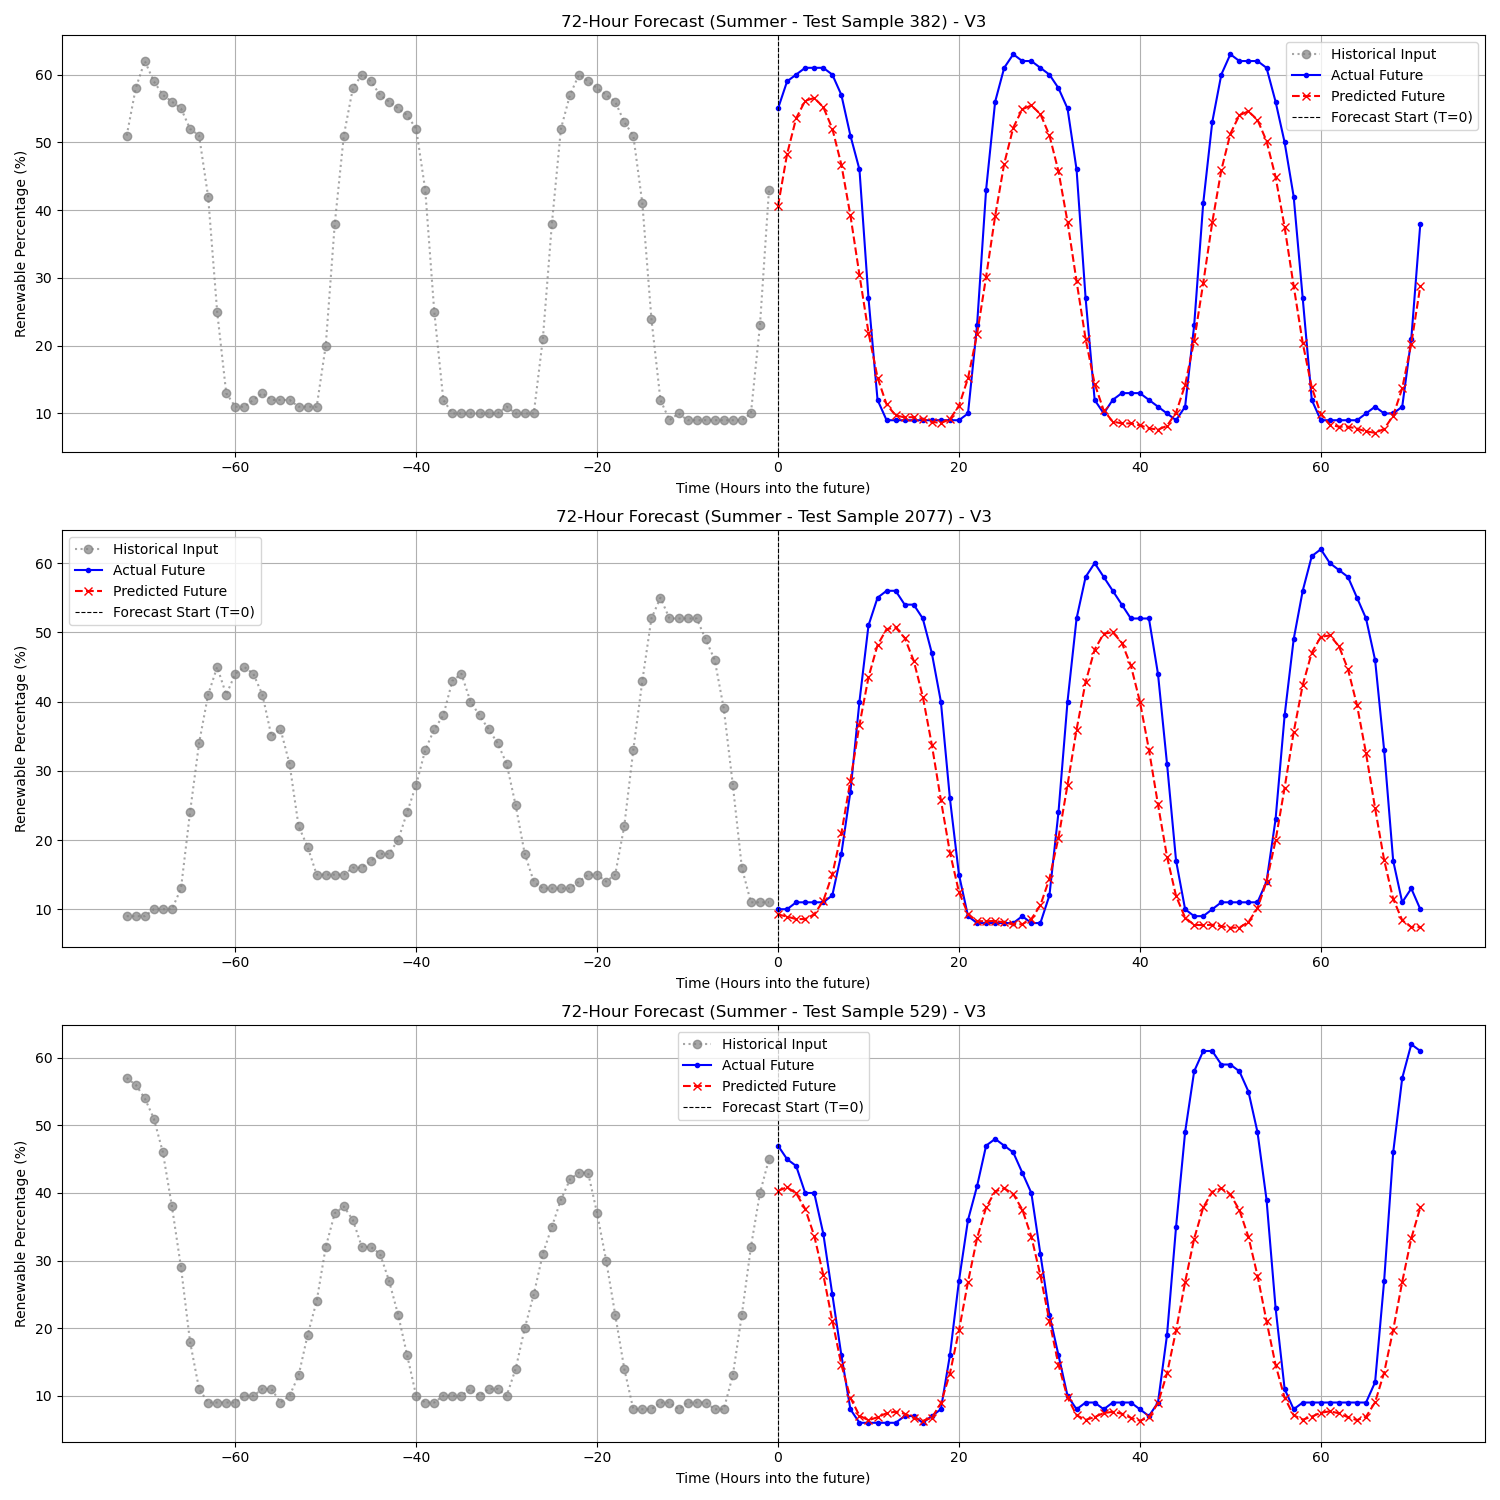 72-Hour Forecast (Summer - Test Sample 382) - V3
Renewable Percentage (%)
60
50
40
30
20
10
Historical Input
Actual Future
Predicted Future
Forecast Start (T=0)
−60 −40 −20 0 20 40 60
Time (Hours into the future)
72-Hour Forecast (Summer - Test Sample 2077) - V3
Renewable Percentage (%)
60
50
40
30
20
10
Historical Input
Actual Future
Predicted Future
Forecast Start (T=0)
−60 −40 −20 0 20 40 60
Time (Hours into the future)
72-Hour Forecast (Summer - Test Sample 529) - V3
Renewable Percentage (%)
60
50
40
30
20
10
Historical Input
Actual Future
Predicted Future
Forecast Start (T=0)
−60 −40 −20 0 20 40 60
Time (Hours into the future)